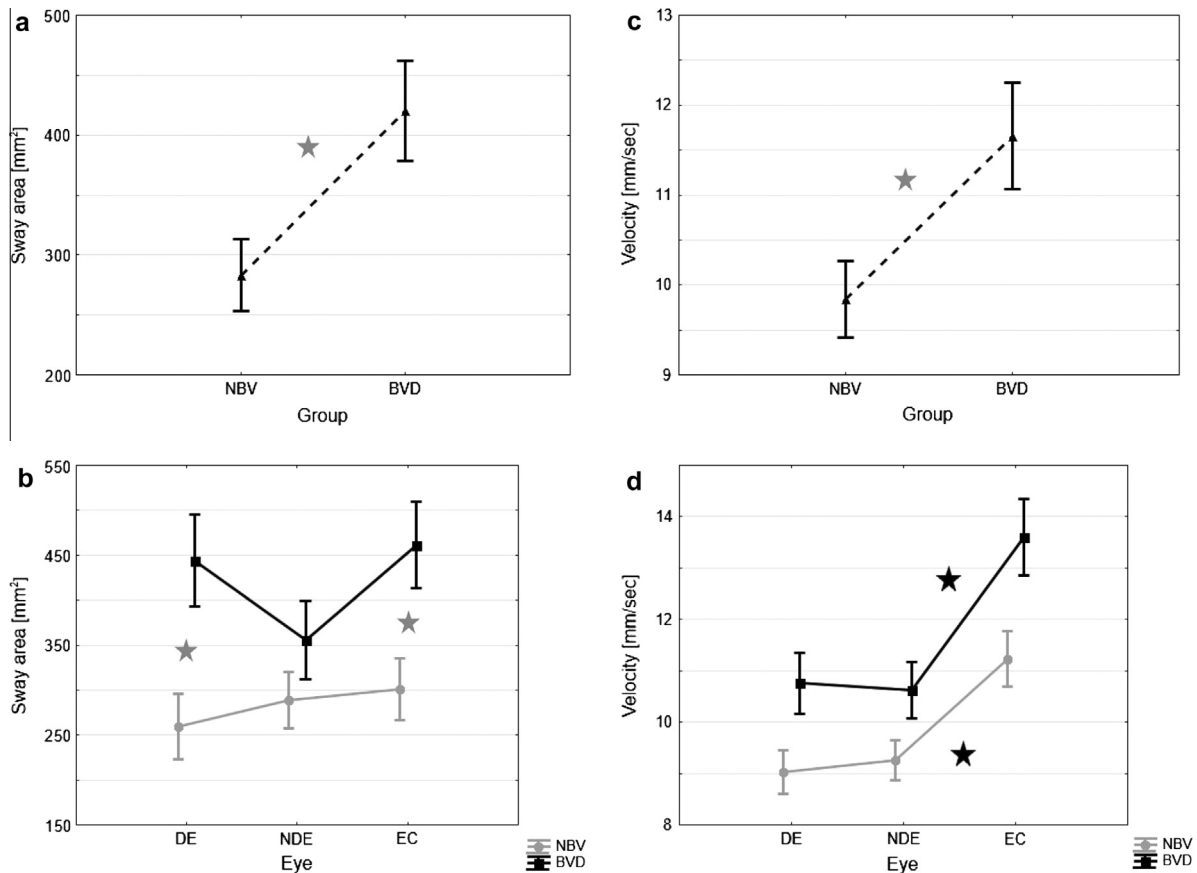 a
500
400
300
200
Sway area [mm²]
NBV
BVD
Group
c
13
12
11
10
9
Velocity [mm/sec]
NBV
BVD
Group
b
550
450
350
250
150
Sway area [mm²]
DE
NDE
EC
Eye
NBV
BVD
d
14
12
10
8
Velocity [mm/sec]
DE
NDE
EC
Eye
NBV
BVD